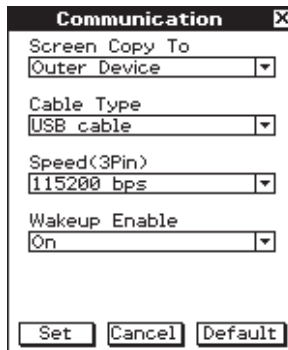 Communication X
Screen Copy To
Outer Device
Cable Type
USB cable
Speed(3Pin)
115200 bps
Wakeup Enable
On
Set Cancel Default